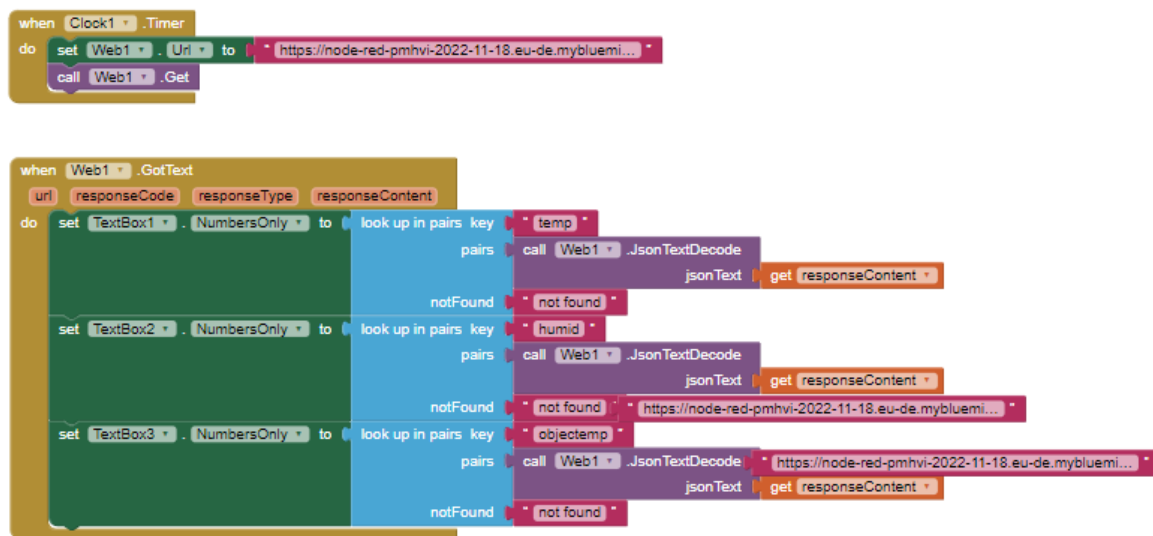 when Clock1 .Timer
do set Web1 . Url to " https://node-red-pmhvi-2022-11-18.eu-de.mybluemi... "
call Web1 .Get
when Web1 .GotText
url responseCode responseType responseContent
do set TextBox1 . NumbersOnly to look up in pairs key " temp "
pairs call Web1 .JsonTextDecode
jsonText get responseContent
notFound " not found "
set TextBox2 . NumbersOnly to look up in pairs key " humid "
pairs call Web1 .JsonTextDecode
jsonText get responseContent
notFound " not found " " https://node-red-pmhvi-2022-11-18.eu-de.mybluemi... "
set TextBox3 . NumbersOnly to look up in pairs key " objectemp "
pairs call Web1 .JsonTextDecode " https://node-red-pmhvi-2022-11-18.eu-de.mybluemi... "
jsonText get responseContent
notFound " not found "